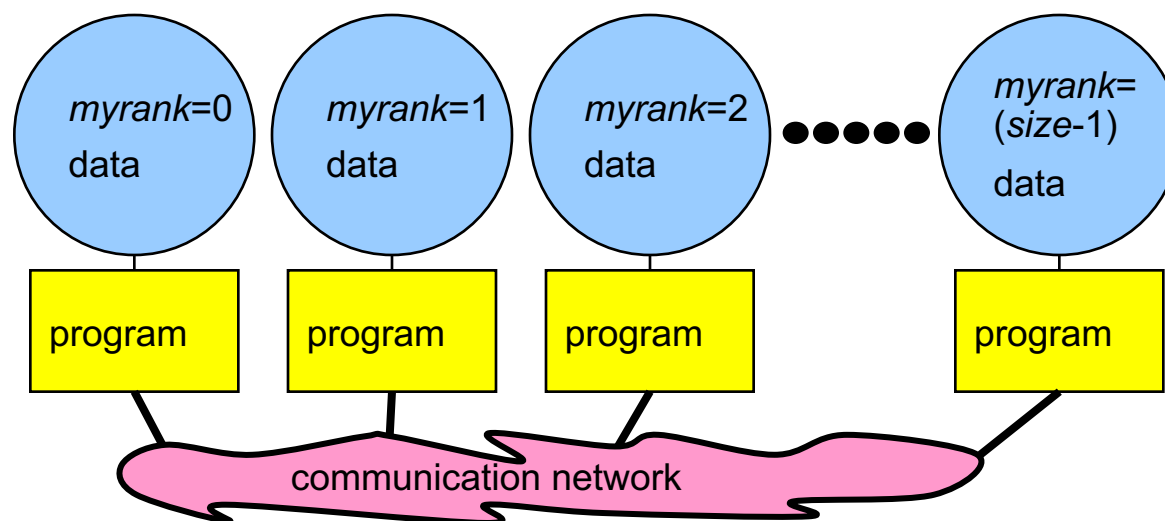 myrank=0
data
myrank=1
data
myrank=2
data
myrank=
(size-1)
data
program
program
program
program
communication network